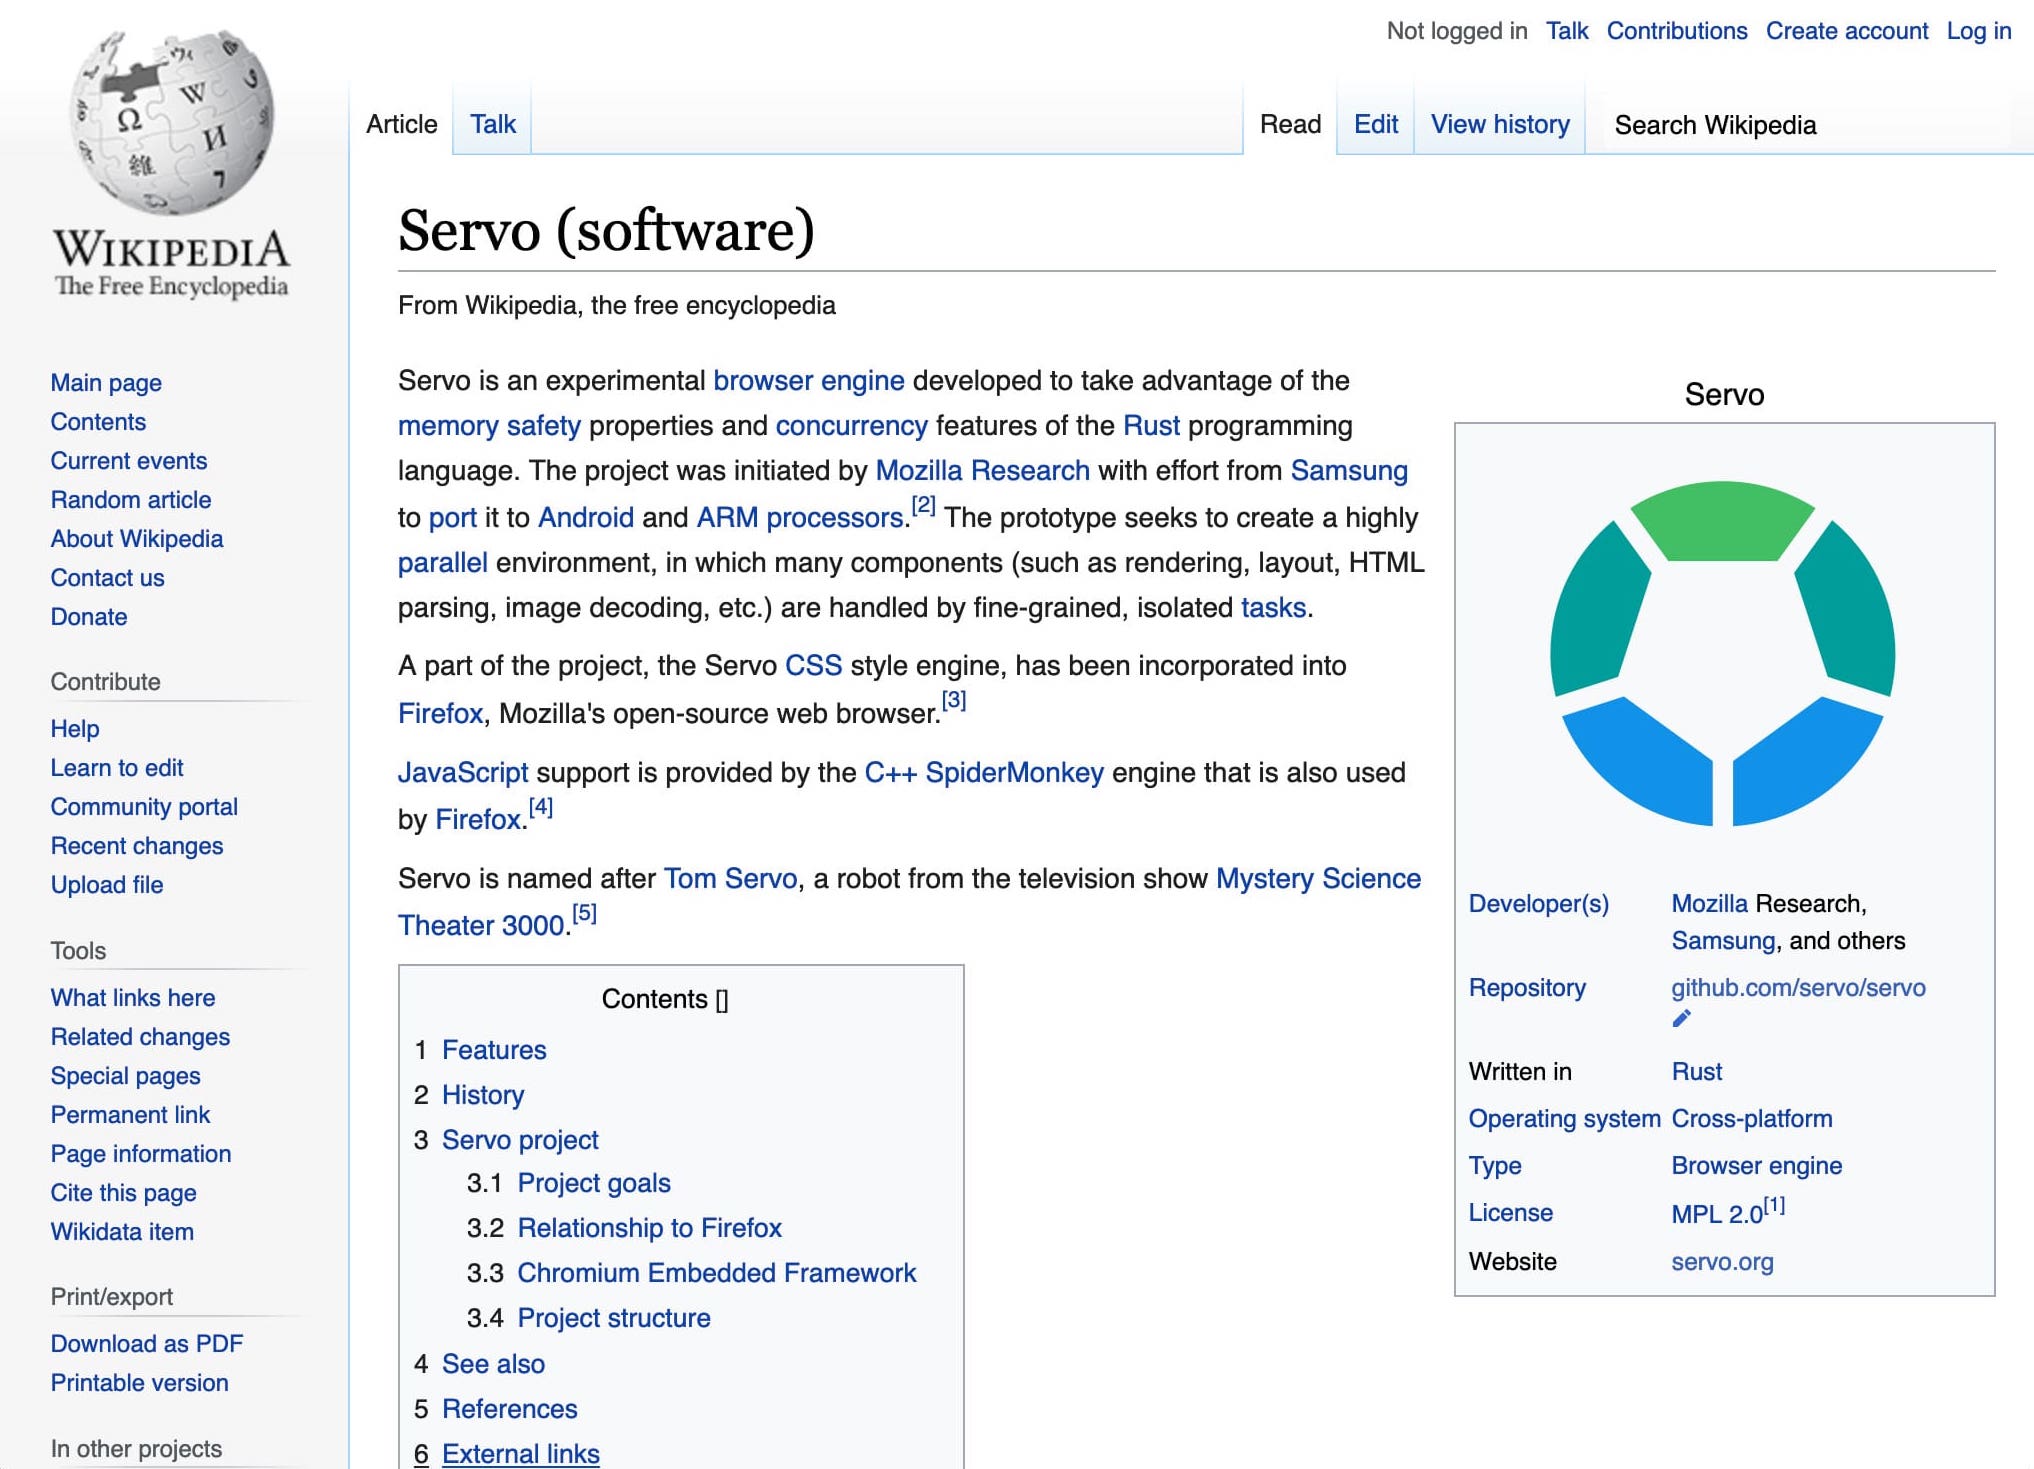 Not logged in Talk Contributions Create account Log in
Article Talk Read Edit View history Search Wikipedia
WIKIPEDIA
The Free Encyclopedia
Main page
Contents
Current events
Random article
About Wikipedia
Contact us
Donate
Contribute
Help
Learn to edit
Community portal
Recent changes
Upload file
Tools
What links here
Related changes
Special pages
Permanent link
Page information
Cite this page
Wikidata item
Print/export
Download as PDF
Printable version
In other projects
Servo (software)
From Wikipedia, the free encyclopedia
Servo is an experimental browser engine developed to take advantage of the
memory safety properties and concurrency features of the Rust programming
language. The project was initiated by Mozilla Research with effort from Samsung
to port it to Android and ARM processors.[2] The prototype seeks to create a highly
parallel environment, in which many components (such as rendering, layout, HTML
parsing, image decoding, etc.) are handled by fine-grained, isolated tasks.
A part of the project, the Servo CSS style engine, has been incorporated into
Firefox, Mozilla's open-source web browser.[3]
JavaScript support is provided by the C++ SpiderMonkey engine that is also used
by Firefox.[4]
Servo is named after Tom Servo, a robot from the television show Mystery Science
Theater 3000.[5]
Contents []
1 Features
2 History
3 Servo project
3.1 Project goals
3.2 Relationship to Firefox
3.3 Chromium Embedded Framework
3.4 Project structure
4 See also
5 References
6 External links
Servo
Developer(s) Mozilla Research,
Samsung, and others
Repository github.com/servo/servo
Written in Rust
Operating system Cross-platform
Type Browser engine
License MPL 2.0[1]
Website servo.org